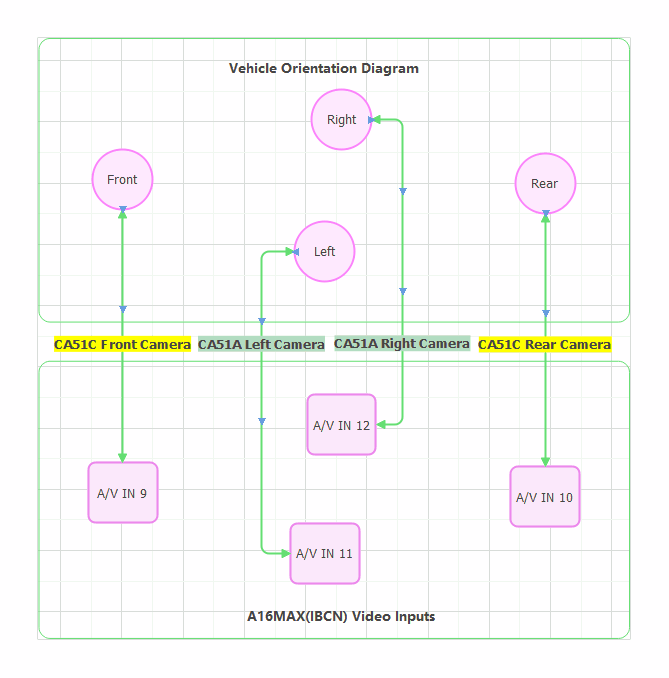 Vehicle Orientation Diagram
Right
Front
Rear
Left
CA51C Front Camera
CA51A Left Camera
CA51A Right Camera
CA51C Rear Camera
A/V IN 12
A/V IN 9
A/V IN 10
A/V IN 11
A16MAX(IBCN) Video Inputs